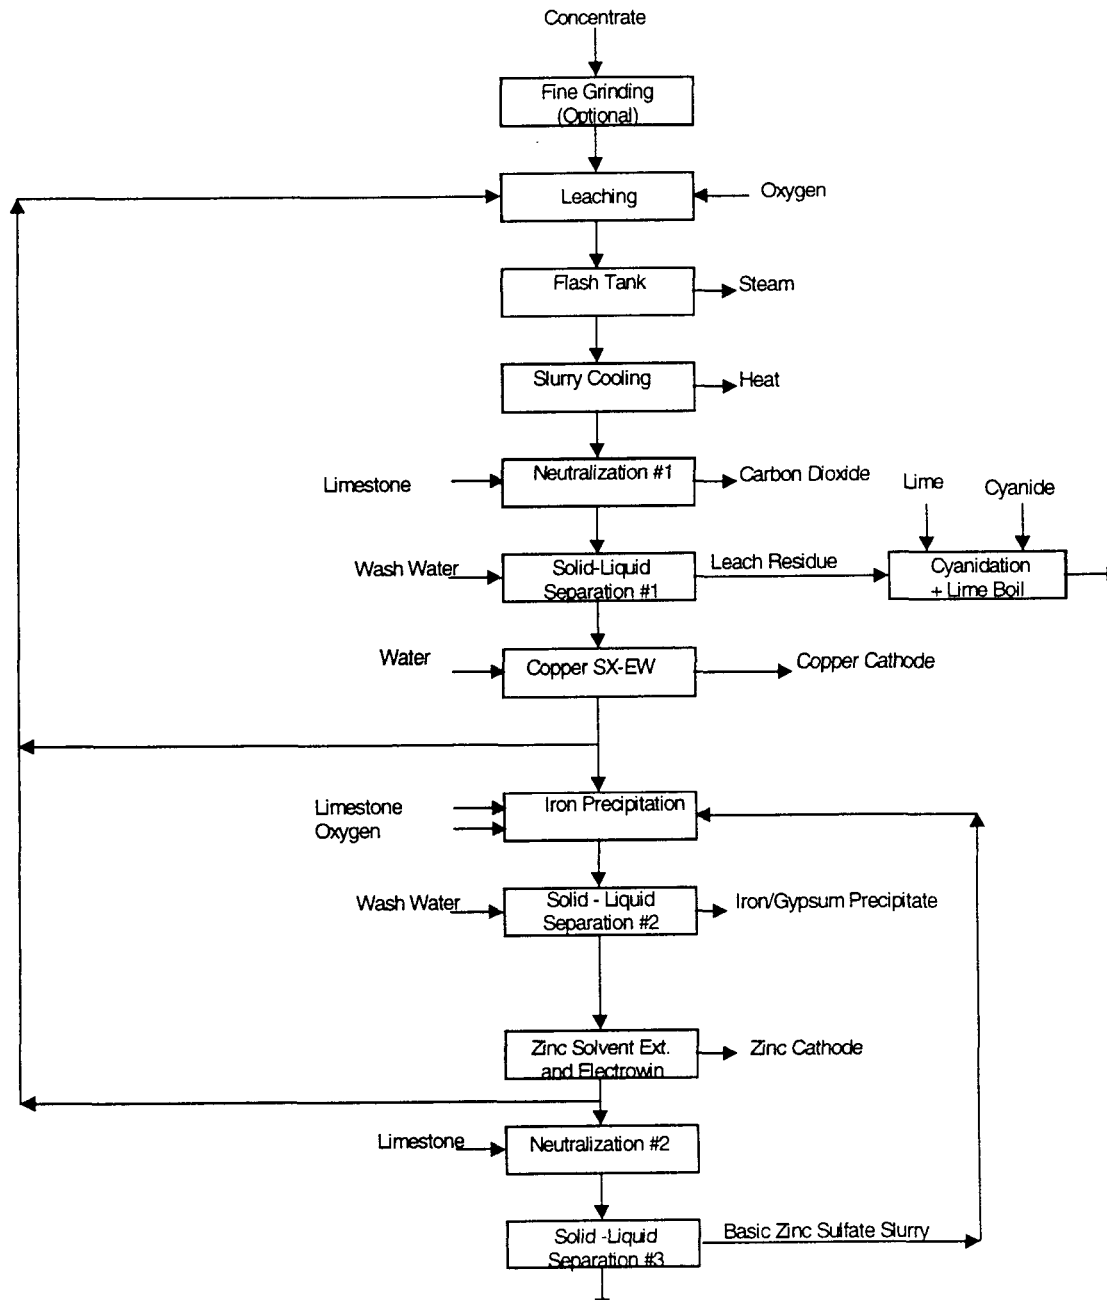 Concentrate
Fine Grinding
(Optional)
Leaching
Oxygen
Flash Tank
Steam
Slurry Cooling
Heat
Limestone
Neutralization #1
Carbon Dioxide
Lime
Cyanide
Wash Water
Solid-Liquid
Separation #1
Leach Residue
Cyanidation
+ Lime Boil
Water
Copper SX-EW
Copper Cathode
Limestone
Oxygen
Iron Precipitation
Wash Water
Solid - Liquid
Separation #2
Iron/Gypsum Precipitate
Zinc Solvent Ext.
and Electrowin
Zinc Cathode
Limestone
Neutralization #2
Solid -Liquid
Separation #3
Basic Zinc Sulfate Slurry